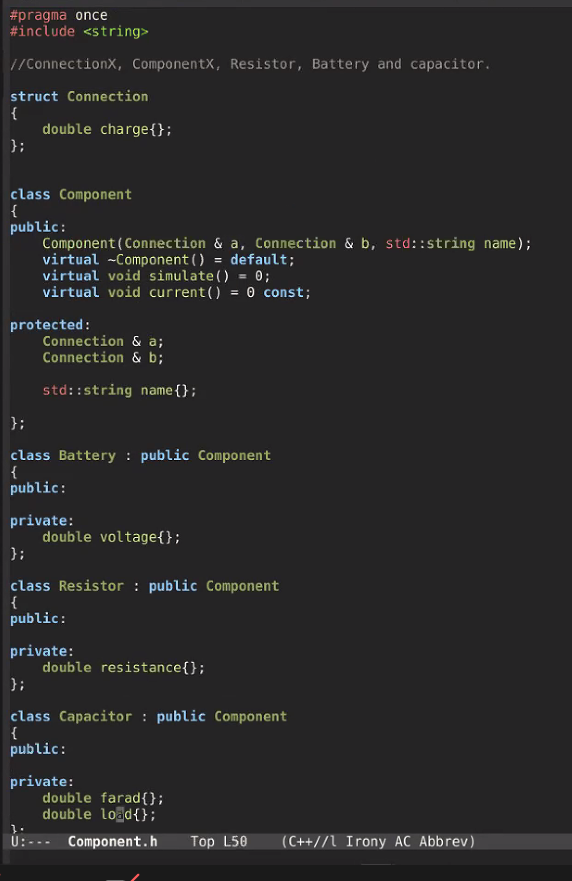 #pragma once
#include <string>
//ConnectionX, ComponentX, Resistor, Battery and capacitor.
struct Connection
{
    double charge{};
};
class Component
{
public:
    Component(Connection & a, Connection & b, std::string name);
    virtual ~Component() = default;
    virtual void simulate() = 0;
    virtual void current() = 0 const;
protected:
    Connection & a;
    Connection & b;
    std::string name{};
};
class Battery : public Component
{
public:
private:
    double voltage{};
};
class Resistor : public Component
{
public:
private:
    double resistance{};
};
class Capacitor : public Component
{
public:
private:
    double farad{};
    double load{};
};
U:---  Component.h    Top L50    (C++//l Irony AC Abbrev)